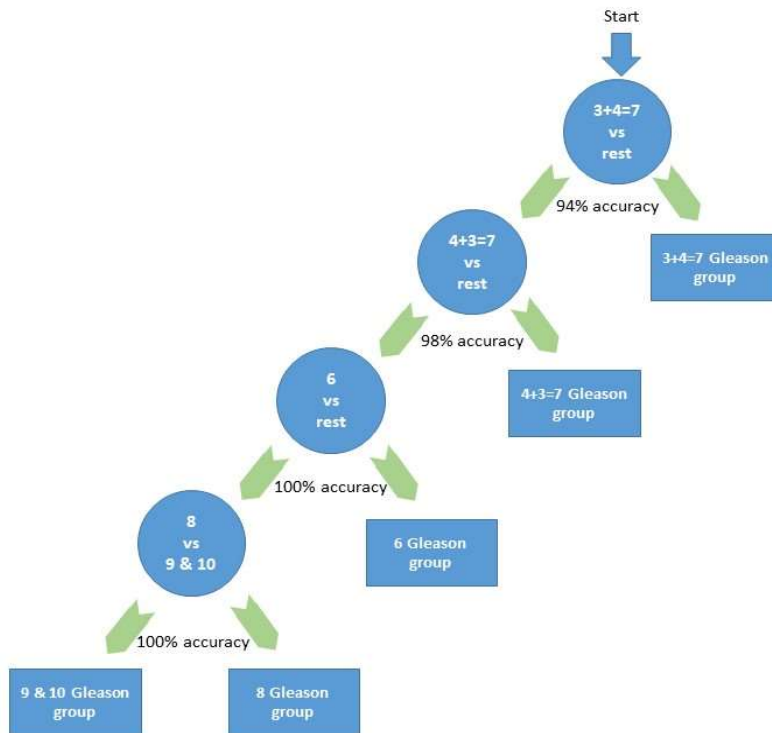 Start
3+4=7
vs
rest
94% accuracy
4+3=7
vs
rest
3+4=7 Gleason
group
98% accuracy
6
vs
rest
4+3=7 Gleason
group
100% accuracy
8
vs
9 & 10
6 Gleason
group
100% accuracy
9 & 10 Gleason
group
8 Gleason
group